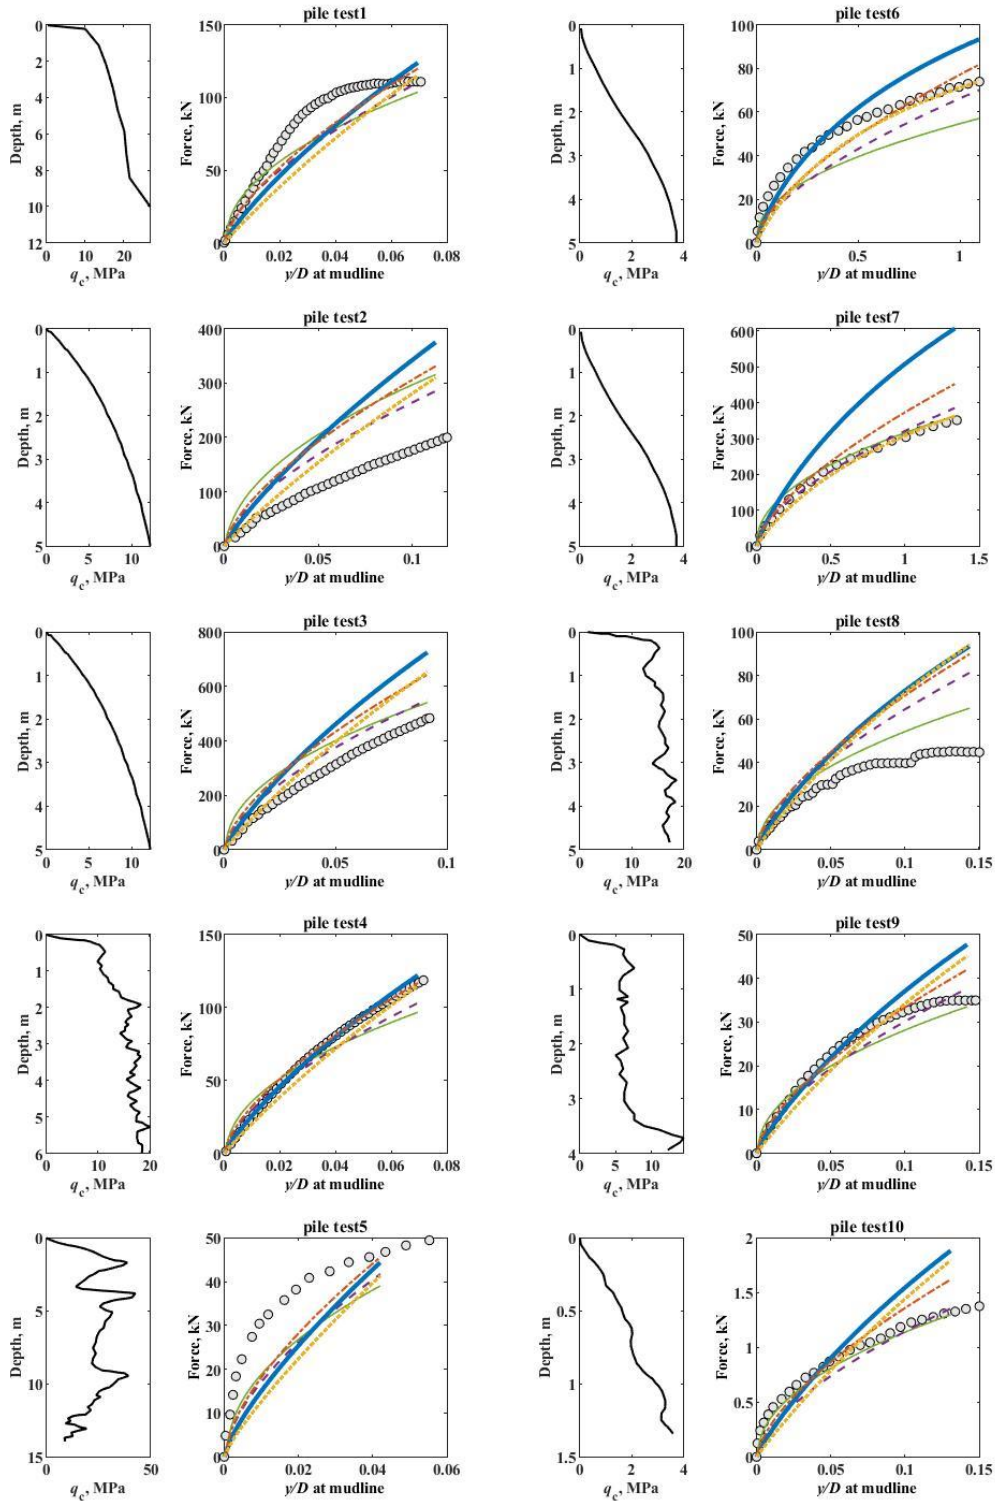 pile test1
0
2
4
6
8
10
12
Depth, m
0 10 20
q_c, MPa
150
100
50
0
Force, kN
0 0.02 0.04 0.06 0.08
y/D at mudline
pile test6
0
1
2
3
4
5
Depth, m
0 2 4
q_c, MPa
100
80
60
40
20
0
Force, kN
0.5 1
y/D at mudline
pile test2
0
1
2
3
4
5
Depth, m
0 5 10
q_c, MPa
400
300
200
100
0
Force, kN
0 0.05 0.1
y/D at mudline
pile test7
0
1
2
3
4
5
Depth, m
0 2 4
q_c, MPa
600
500
400
300
200
100
0
Force, kN
0 0.5 1 1.5
y/D at mudline
pile test3
0
1
2
3
4
5
Depth, m
0 5 10
q_c, MPa
800
600
400
200
0
Force, kN
0 0.05 0.1
y/D at mudline
pile test8
0
1
2
3
4
5
Depth, m
0 10 20
q_c, MPa
100
80
60
40
20
0
Force, kN
0 0.05 0.1 0.15
y/D at mudline
pile test4
0
1
2
3
4
5
6
Depth, m
0 10 20
q_c, MPa
150
100
50
0
Force, kN
0 0.02 0.04 0.06 0.08
y/D at mudline
pile test9
0
1
2
3
4
Depth, m
0 5 10
q_c, MPa
50
40
30
20
10
0
Force, kN
0 0.05 0.1 0.15
y/D at mudline
pile test5
0
5
10
15
Depth, m
0 50
q_c, MPa
50
40
30
20
10
0
Force, kN
0 0.02 0.04 0.06
y/D at mudline
pile test10
0
0.5
1
1.5
Depth, m
0 2 4
q_c, MPa
2
1.5
1
0.5
0
Force, kN
0 0.05 0.1 0.15
y/D at mudline